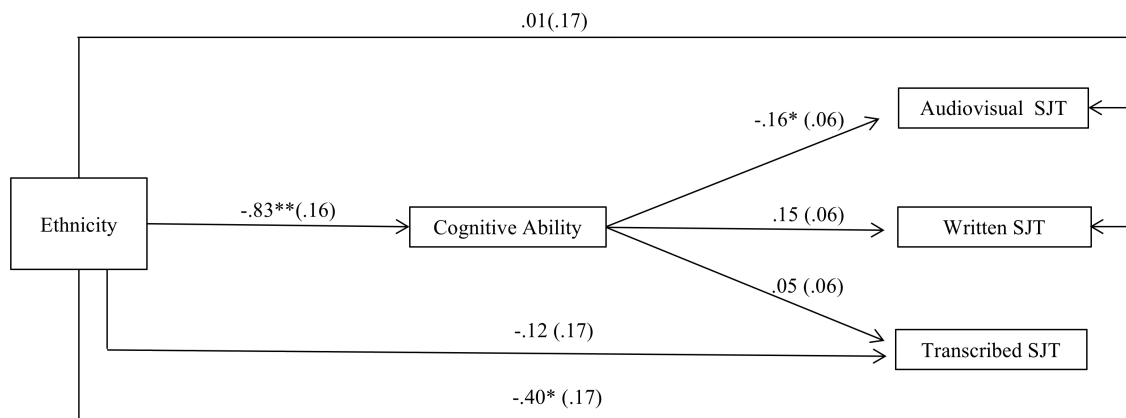 .01(.17)
Audiovisual SJT
-.16* (.06)
Ethnicity
-.83**(.16)
Cognitive Ability
.15 (.06)
Written SJT
.05 (.06)
-.12 (.17)
Transcribed SJT
-.40* (.17)